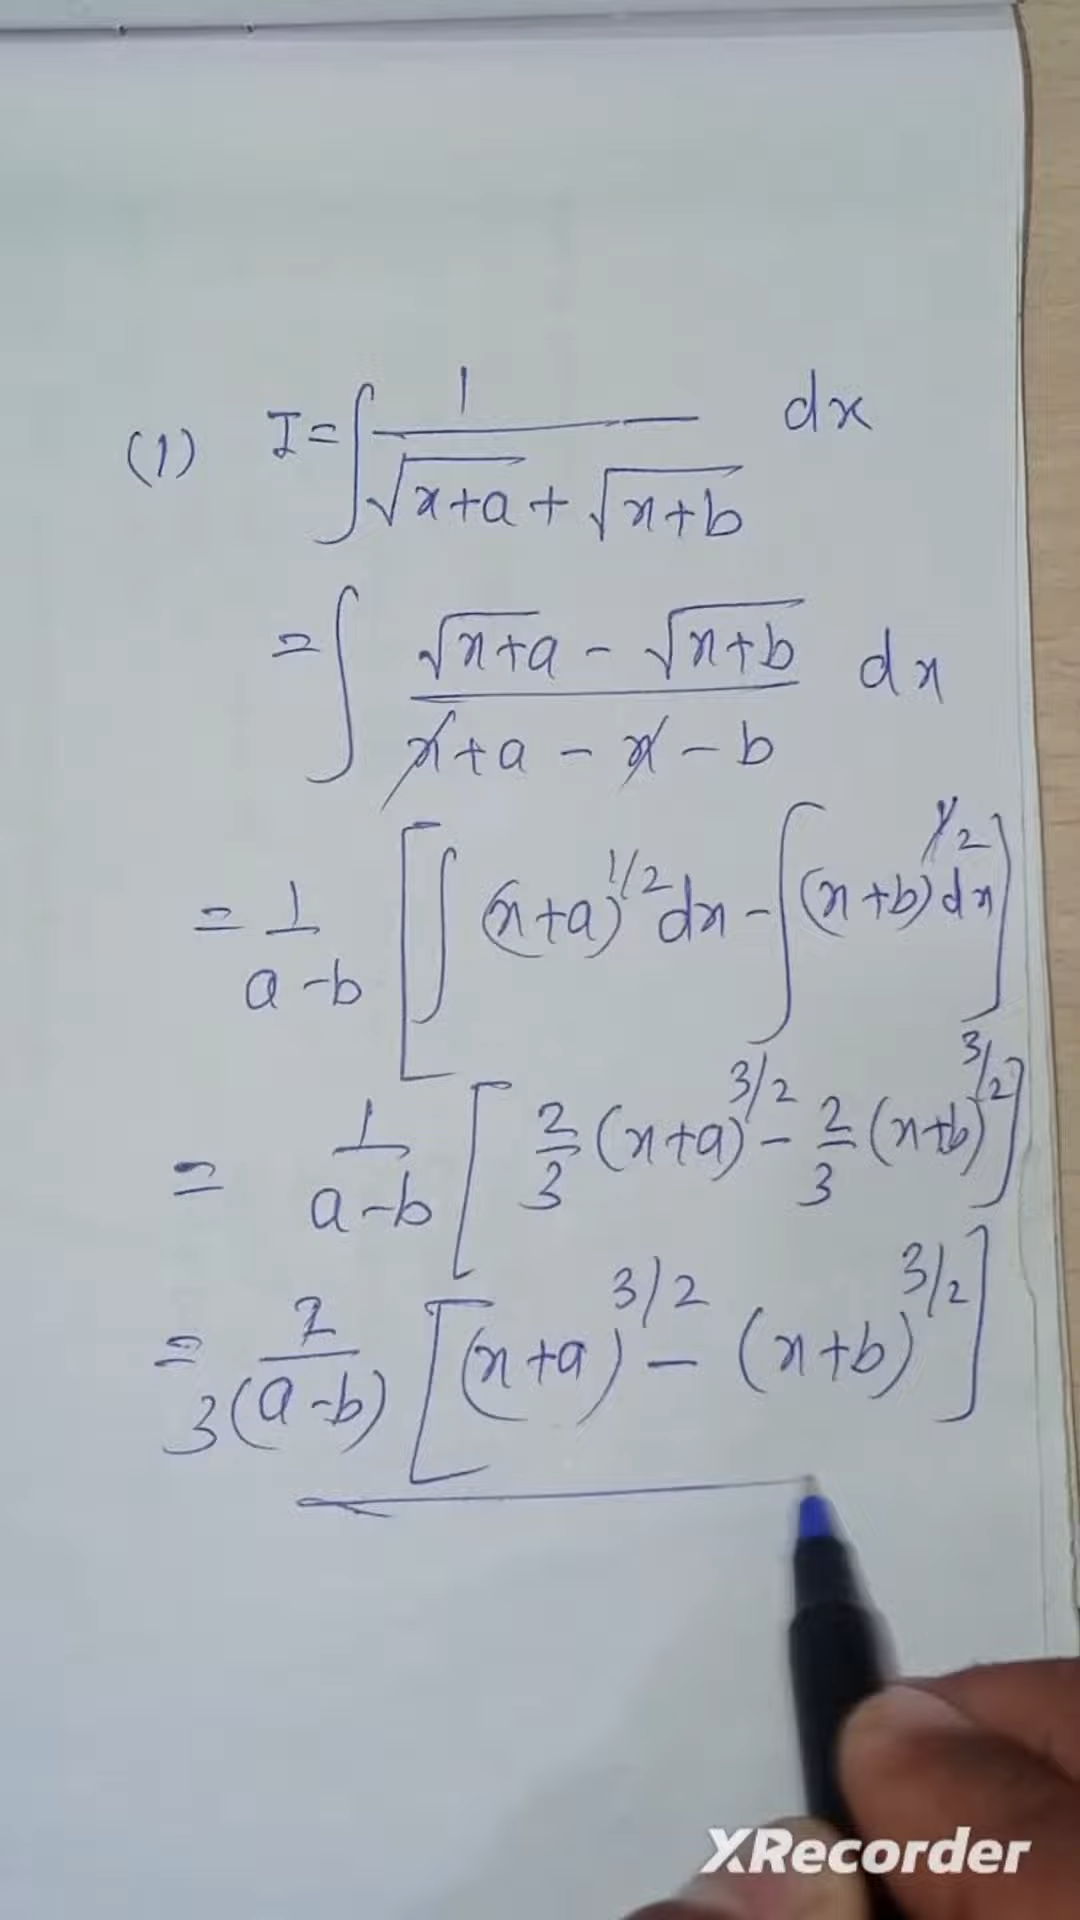 (1) I = ∫ 1/(√(x+a) + √(x+b)) dx
= ∫ (√(x+a) - √(x+b))/(x+a - x - b) dx
= 1/(a-b) [∫ (x+a)^1/2 dx - ∫ (x+b)^1/2 dx]
= 1/(a-b) [2/3 (x+a)^3/2 - 2/3 (x+b)^3/2]
= 2/3(a-b) [(x+a)^3/2 - (x+b)^3/2]
XRecorder